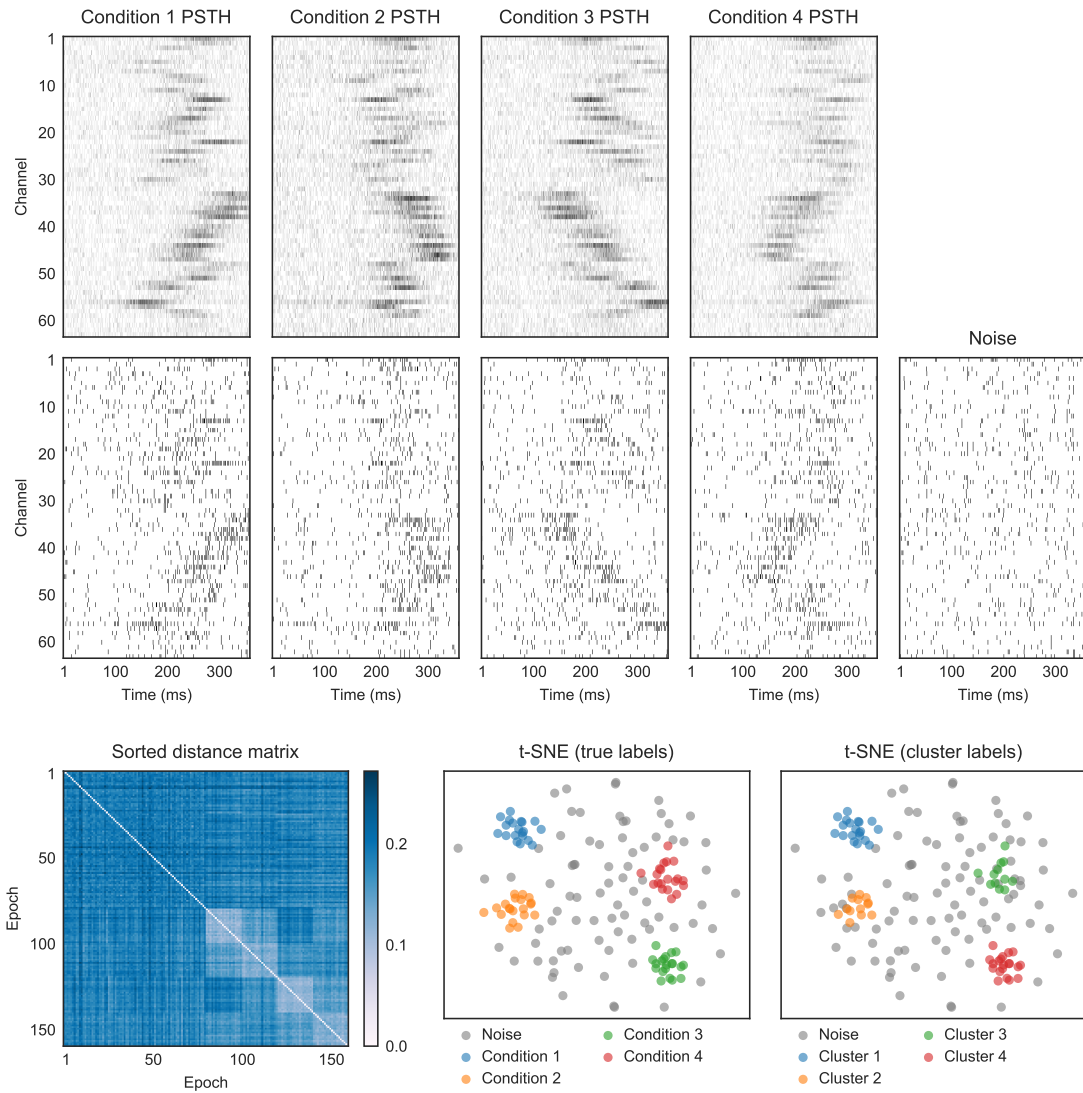 Condition 1 PSTH Condition 2 PSTH Condition 3 PSTH Condition 4 PSTH
1
10
20
30
40
50
60
Channel
Noise
1
10
20
30
40
50
60
Channel
1 100 200 300 1 100 200 300 1 100 200 300 1 100 200 300 1 100 200 300
Time (ms) Time (ms) Time (ms) Time (ms) Time (ms)
Sorted distance matrix t-SNE (true labels) t-SNE (cluster labels)
1
50
100
150
Epoch
1 50 100 150
Epoch
0.2
0.1
0.0
Noise Condition 3 Noise Cluster 3
Condition 1 Condition 4 Cluster 1 Cluster 4
Condition 2 Cluster 2